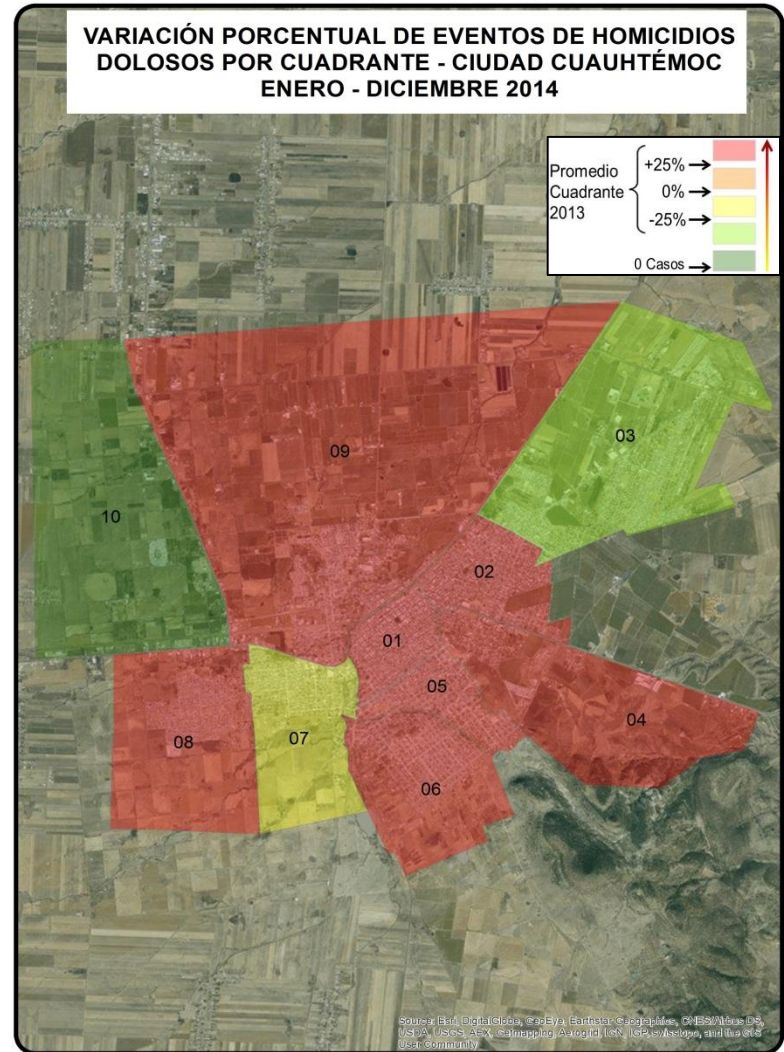 VARIACIÓN PORCENTUAL DE EVENTOS DE HOMICIDIOS
DOLOSOS POR CUADRANTE - CIUDAD CUAUHTÉMOC
ENERO - DICIEMBRE 2014
Promedio
Cuadrante
2013
+25%
0%
-25%
0 Casos
03
09
10
02
01
05
04
08
07
06
Source: Esri, DigitalGlobe, GeoEye, Earthstar Geographics, CNES/Airbus DS,
USDA, USGS, AEX, Getmapping, Aerogrid, IGN, IGP, swisstopo, and the GIS
User Community